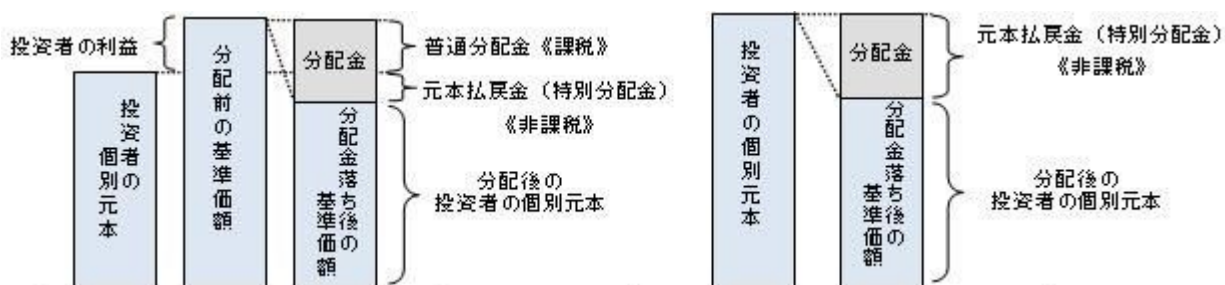 投資者の利益
投資者の
個別元本
分配前の基準価額
分配金
分配金落ち後の
基準価額
普通分配金《課税》
元本払戻金(特別分配金)
《非課税》
分配後の
投資者の個別元本
投資者の個別元本
分配金
分配金落ち後の
基準価額
元本払戻金(特別分配金)
《非課税》
分配後の
投資者の個別元本